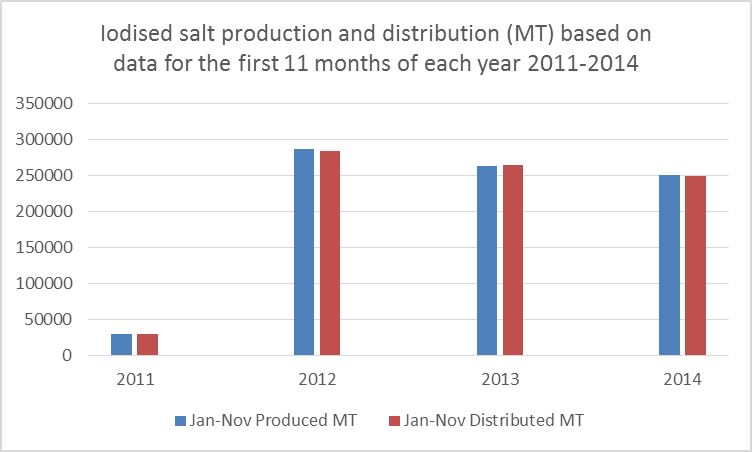 Iodised salt production and distribution (MT) based on
data for the first 11 months of each year 2011-2014
350000
300000
250000
200000
150000
100000
50000
0
2011 2012 2013 2014
Jan-Nov Produced MT Jan-Nov Distributed MT